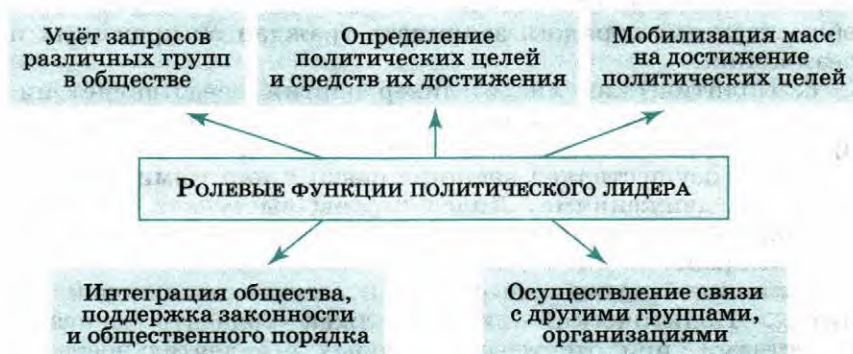 Учёт запросов
различных групп
в обществе
Определение
политических целей
и средств их достижения
Мобилизация масс
на достижение
политических целей
Ролевые функции политического лидера
Интеграция общества,
поддержка законности
и общественного порядка
Осуществление связи
с другими группами,
организациями